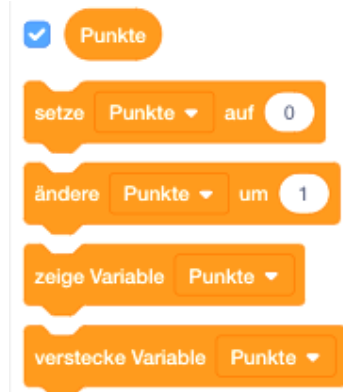 Punkte
setze Punkte auf 0
ändere Punkte um 1
zeige Variable Punkte
verstecke Variable Punkte